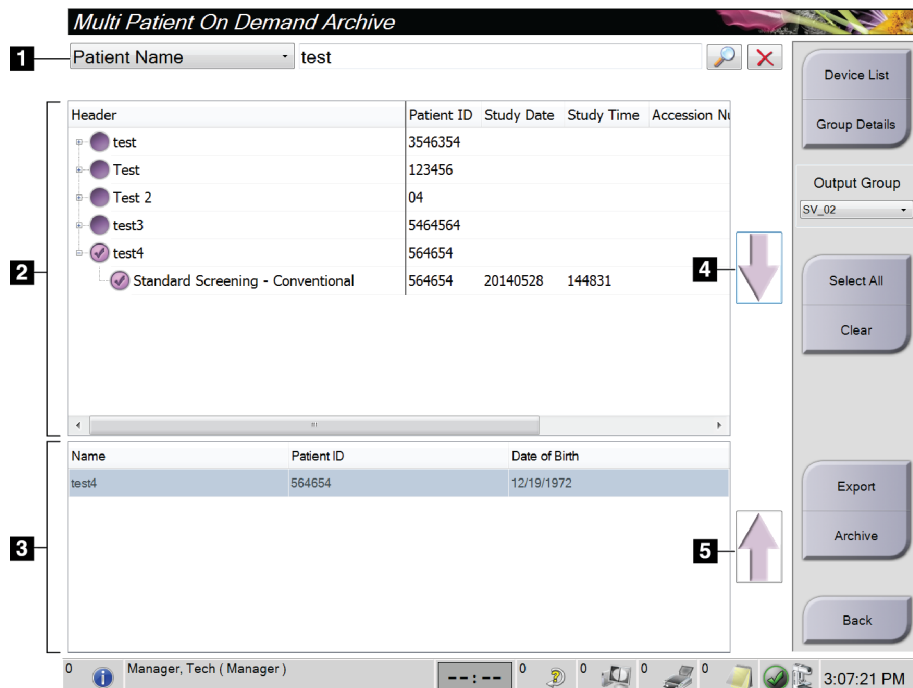 Multi Patient On Demand Archive
1
Patient Name test
Device List
Group Details
Output Group
SV_02
Select All
Clear
Export
Archive
Back
2
Header Patient ID Study Date Study Time Accession Nu
test 3546354
Test 123456
Test 2 04
test3 5464564
test4 564654
Standard Screening - Conventional 564654 20140528 144831
4
3
Name Patient ID Date of Birth
test4 564654 12/19/1972
5
0 Manager, Tech ( Manager ) --:-- 0 0 0 0 3:07:21 PM